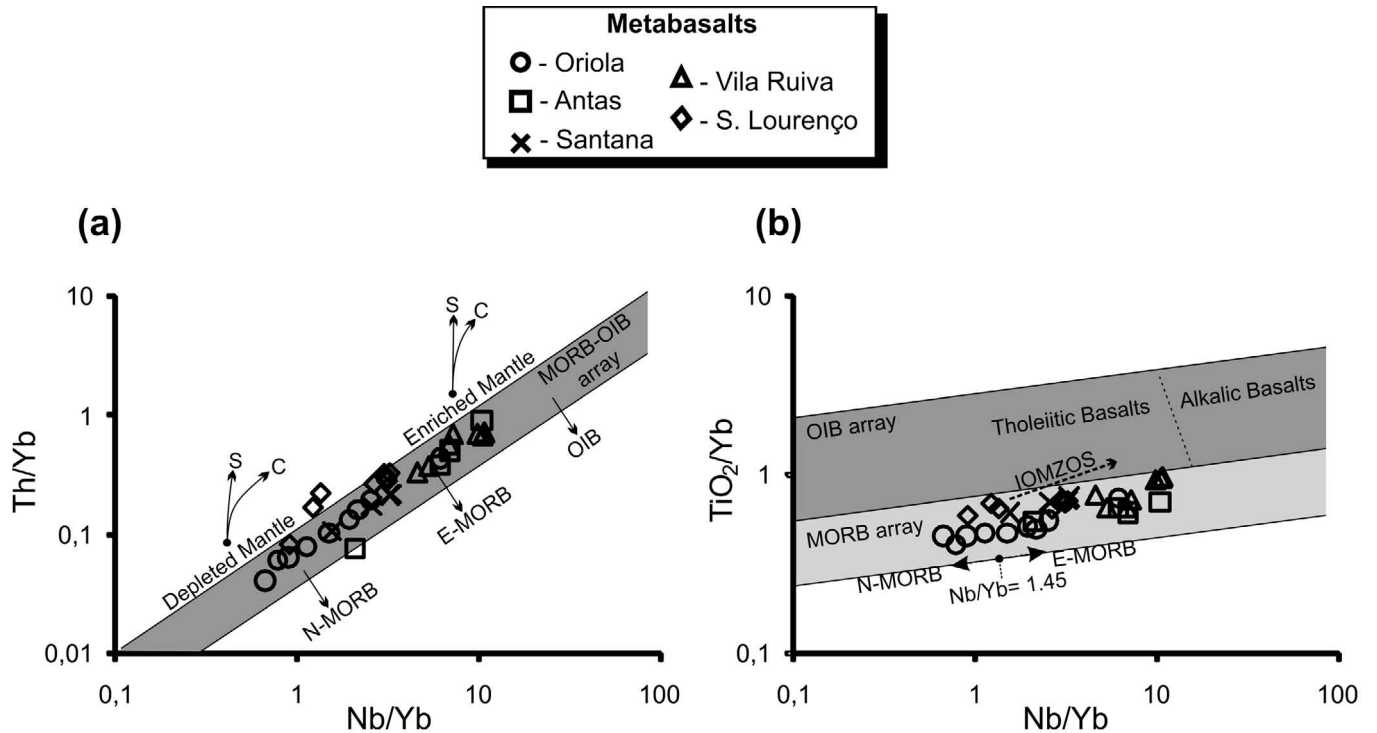 Metabasalts
- Oriola
- Antas
- Santana
- Vila Ruiva
- S. Lourenço
(a)
10
1
0,1
0,01
Th/Yb
0,1
1
10
100
Nb/Yb
S
C
S
C
Depleted Mantle
Enriched Mantle
MORB-OIB
array
OIB
E-MORB
N-MORB
(b)
10
1
0,1
TiO₂/Yb
0,1
1
10
100
Nb/Yb
OIB array
Tholeiitic Basalts
Alkalic Basalts
IOMZOS
MORB array
N-MORB
E-MORB
Nb/Yb= 1.45